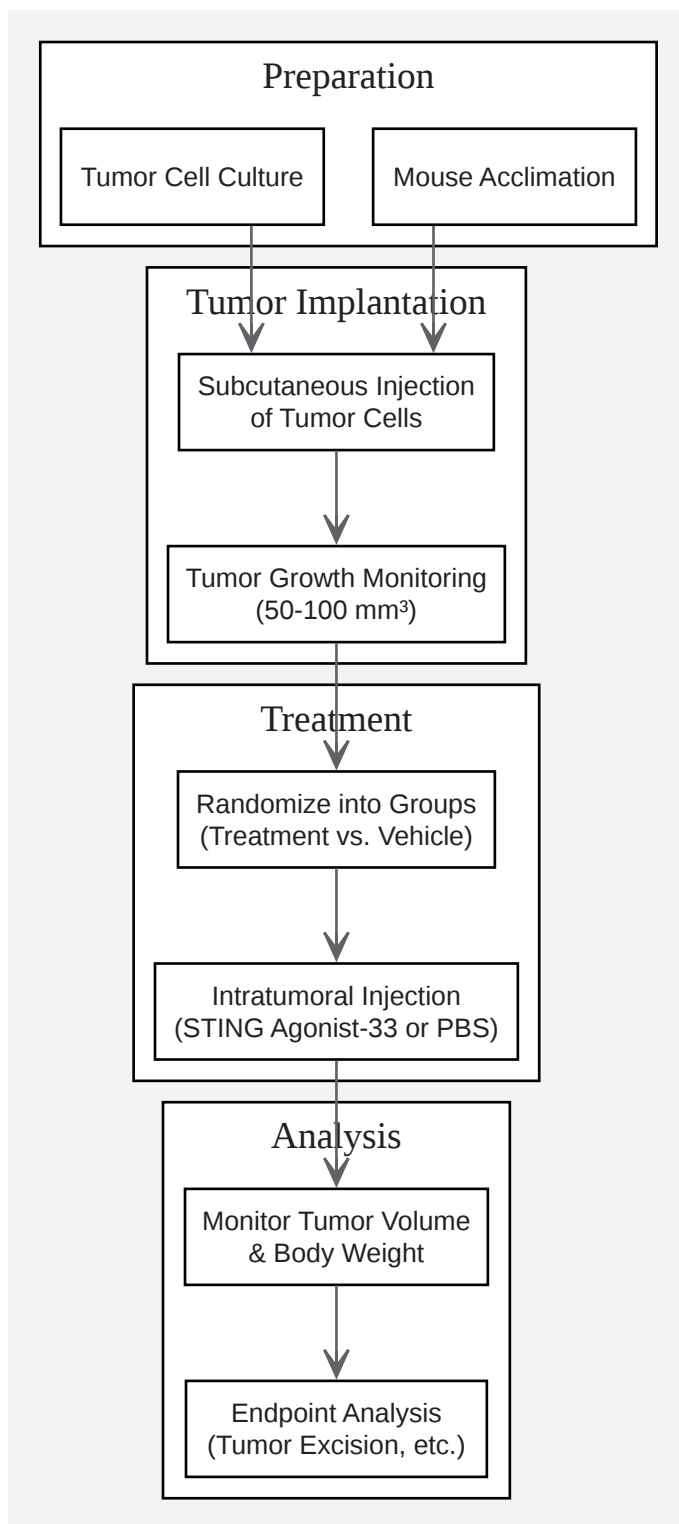 Preparation
Tumor Cell Culture
Mouse Acclimation
Tumor Implantation
Subcutaneous Injection
of Tumor Cells
Tumor Growth Monitoring
(50-100 mm³)
Treatment
Randomize into Groups
(Treatment vs. Vehicle)
Intratumoral Injection
(STING Agonist-33 or PBS)
Analysis
Monitor Tumor Volume
& Body Weight
Endpoint Analysis
(Tumor Excision, etc.)